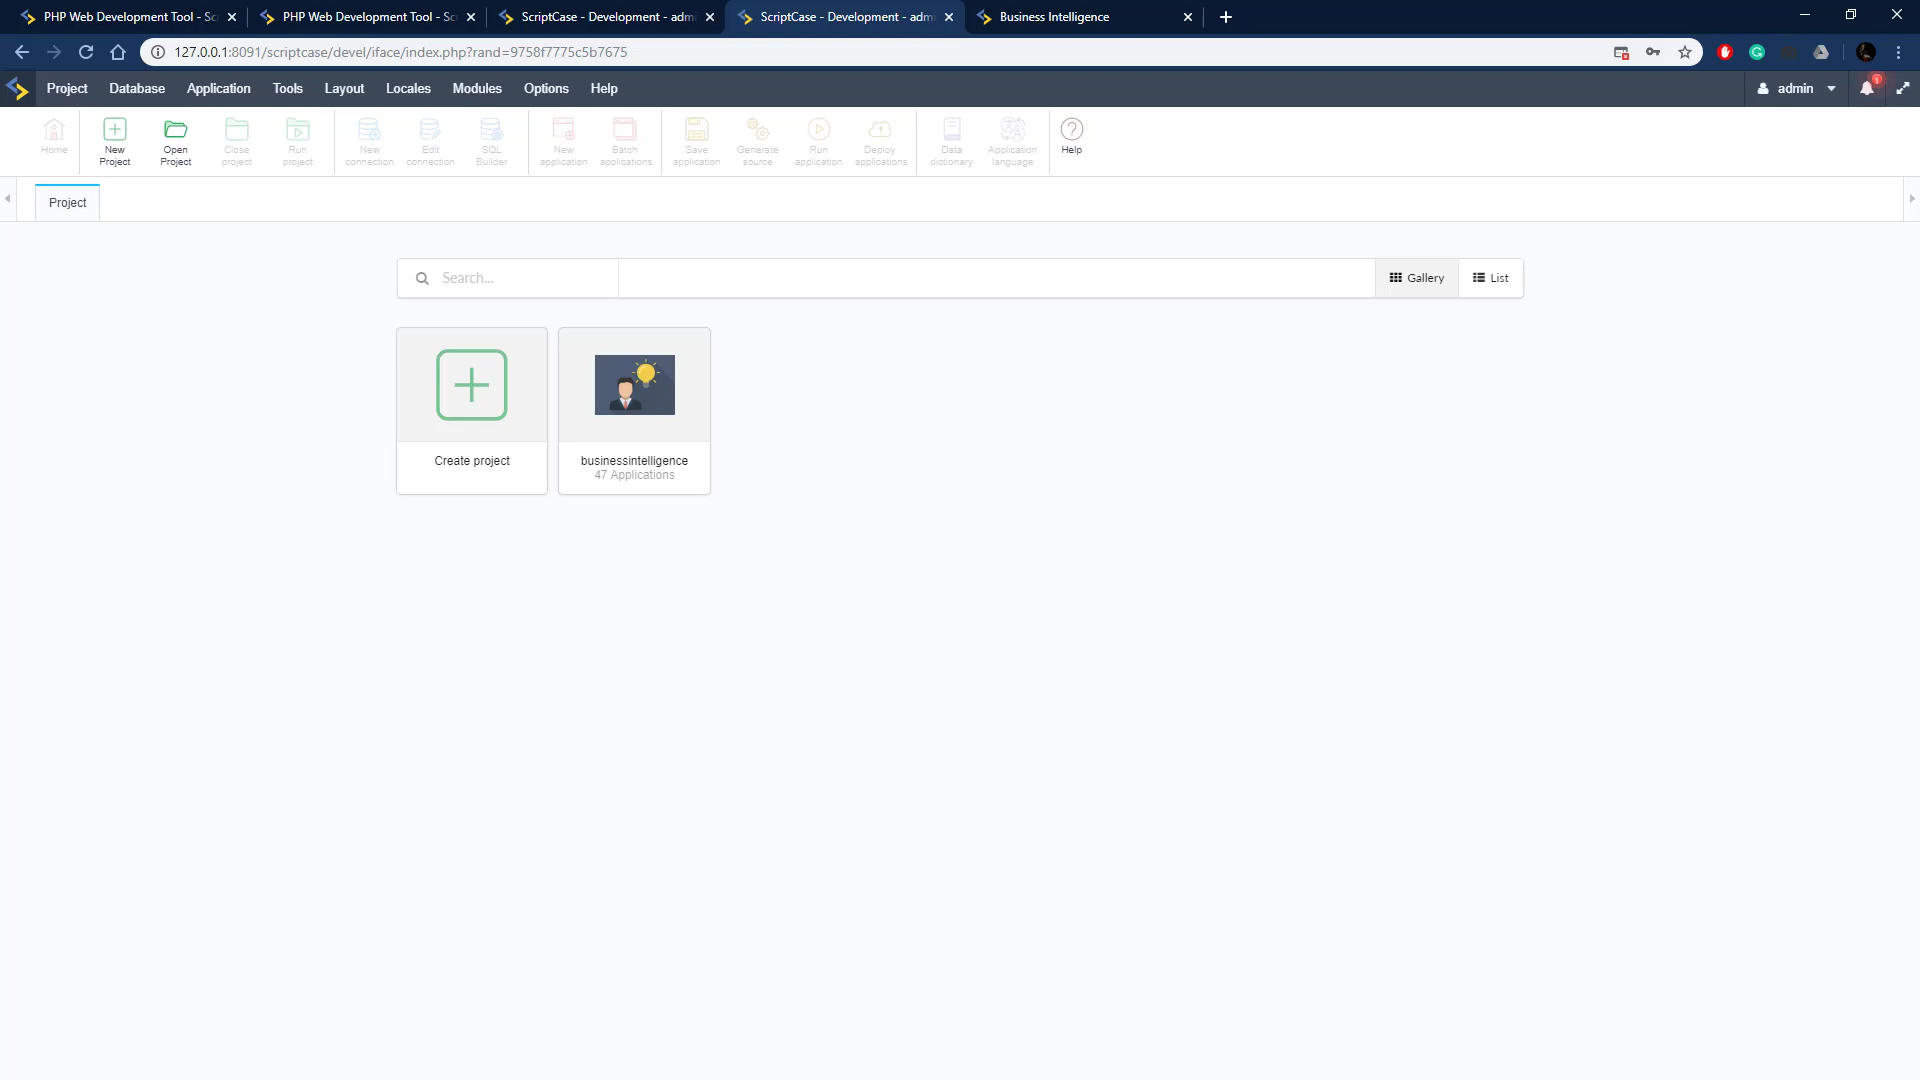 PHP Web Development Tool - Sc
PHP Web Development Tool - Sc
ScriptCase - Development - adm
ScriptCase - Development - adm
Business Intelligence
127.0.0.1:8091/scriptcase/devel/iface/index.php?rand=9758f7775c5b7675
Project Database Application Tools Layout Locales Modules Options Help
admin
1
Home
New Project
Open Project
Close project
Run project
New connection
Edit connection
SQL Builder
New application
Batch applications
Save application
Generate source
Run application
Deploy applications
Data dictionary
Application language
Help
Project
Search...
Gallery
List
Create project
businessintelligence
47 Applications